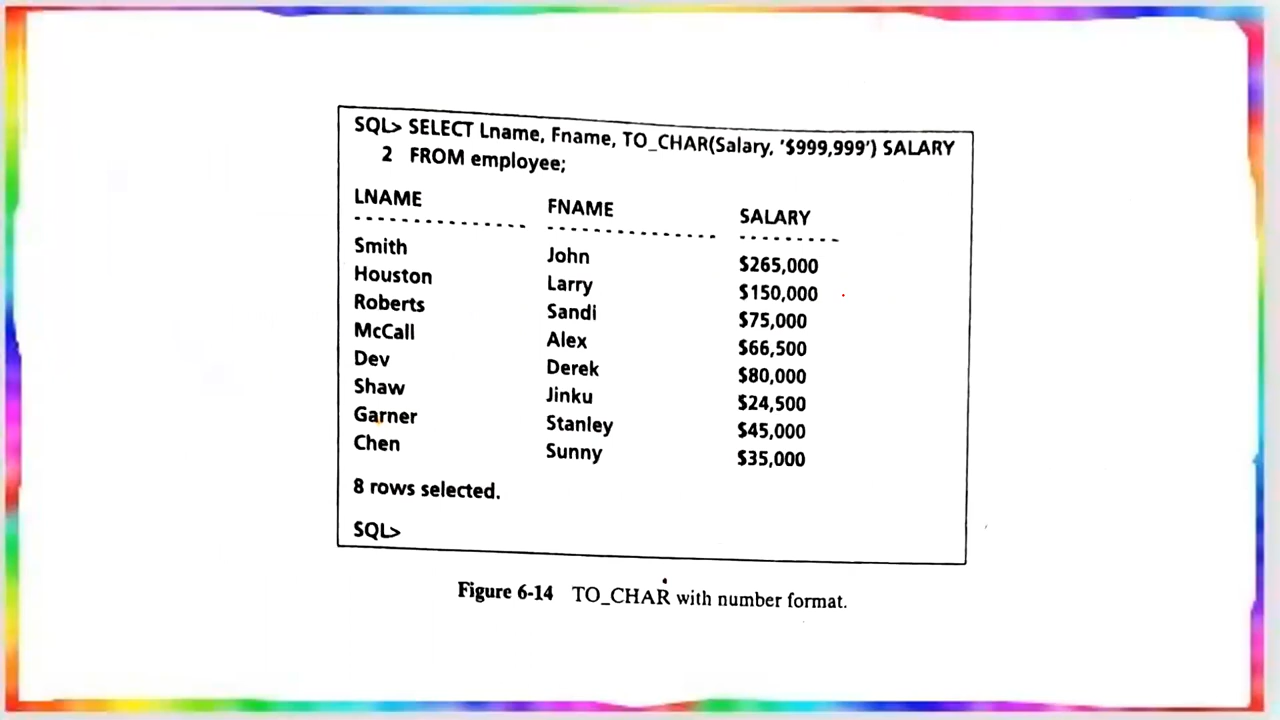 SQL> SELECT Lname, Fname, TO_CHAR(Salary, '$999,999') SALARY
2 FROM employee;
LNAME FNAME SALARY
--------------- --------------- ---------
Smith John $265,000
Houston Larry $150,000
Roberts Sandi $75,000
McCall Alex $66,500
Dev Derek $80,000
Shaw Jinku $24,500
Garner Stanley $45,000
Chen Sunny $35,000
8 rows selected.
SQL>
Figure 6-14 TO_CHAR with number format.